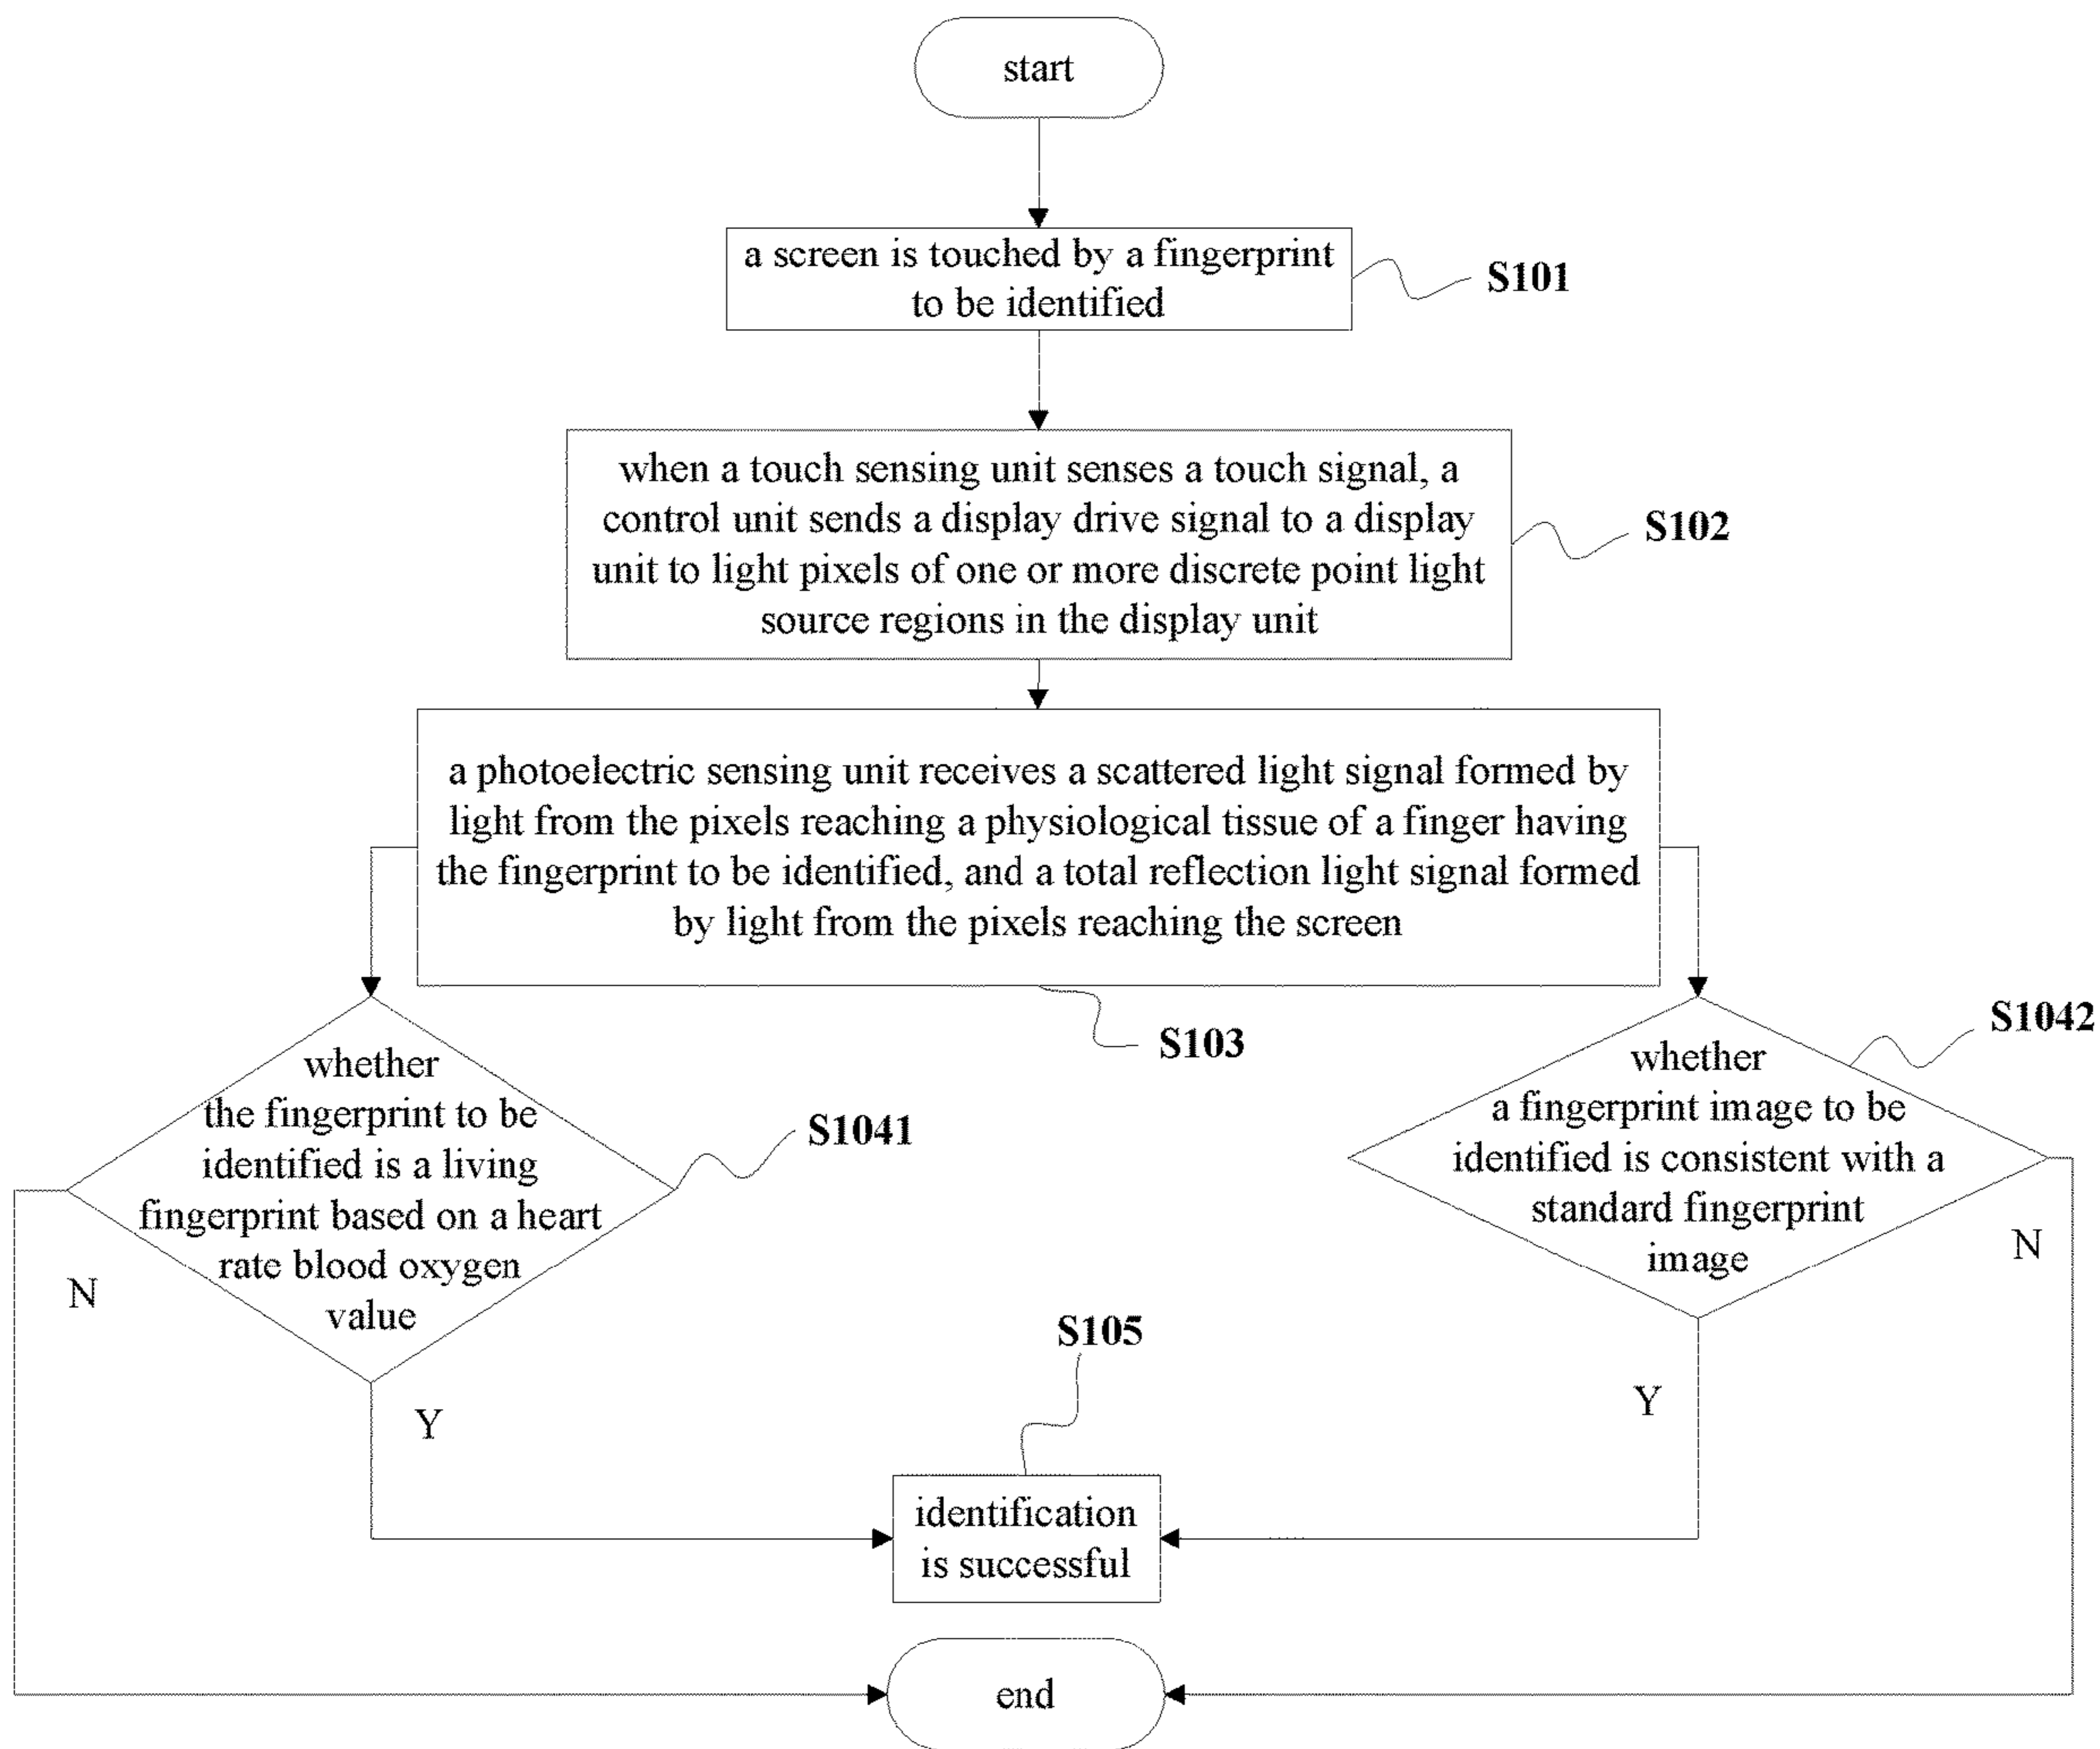 start
a screen is touched by a fingerprint
to be identified
S101
when a touch sensing unit senses a touch signal, a
control unit sends a display drive signal to a display
unit to light pixels of one or more discrete point light
source regions in the display unit
S102
a photoelectric sensing unit receives a scattered light signal formed by
light from the pixels reaching a physiological tissue of a finger having
the fingerprint to be identified, and a total reflection light signal formed
by light from the pixels reaching the screen
S103
whether
the fingerprint to be
identified is a living
fingerprint based on a heart
rate blood oxygen
value
S1041
N
Y
whether
a fingerprint image to be
identified is consistent with a
standard fingerprint
image
S1042
N
Y
S105
identification
is successful
end